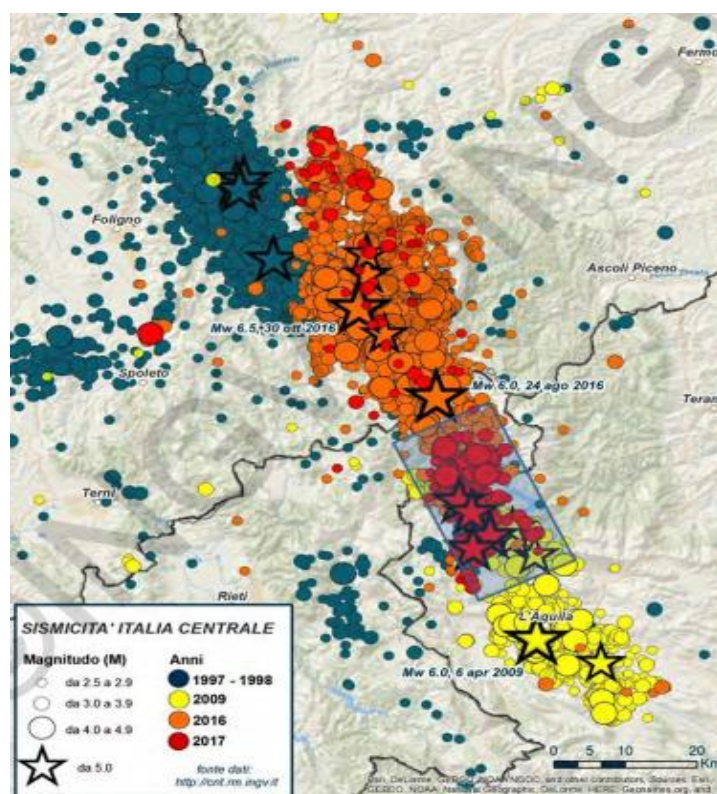 Fermo
Foligno
Ascoli Piceno
Mw 6.5, 30 ott 2016
Spoleto
Mw 6.0, 24 ago 2016
Terni
Rieti
L'Aquila
Mw 6.0, 6 apr 2009
SISMICITA' ITALIA CENTRALE
Magnitudo (M)
da 2.5 a 2.9
da 3.0 a 3.9
da 4.0 a 4.9
da 5.0
Anni
1997 - 1998
2009
2016
2017
fonte dati:
http://cnt.rm.ingv.it
0 5 10 20
Km
INGV